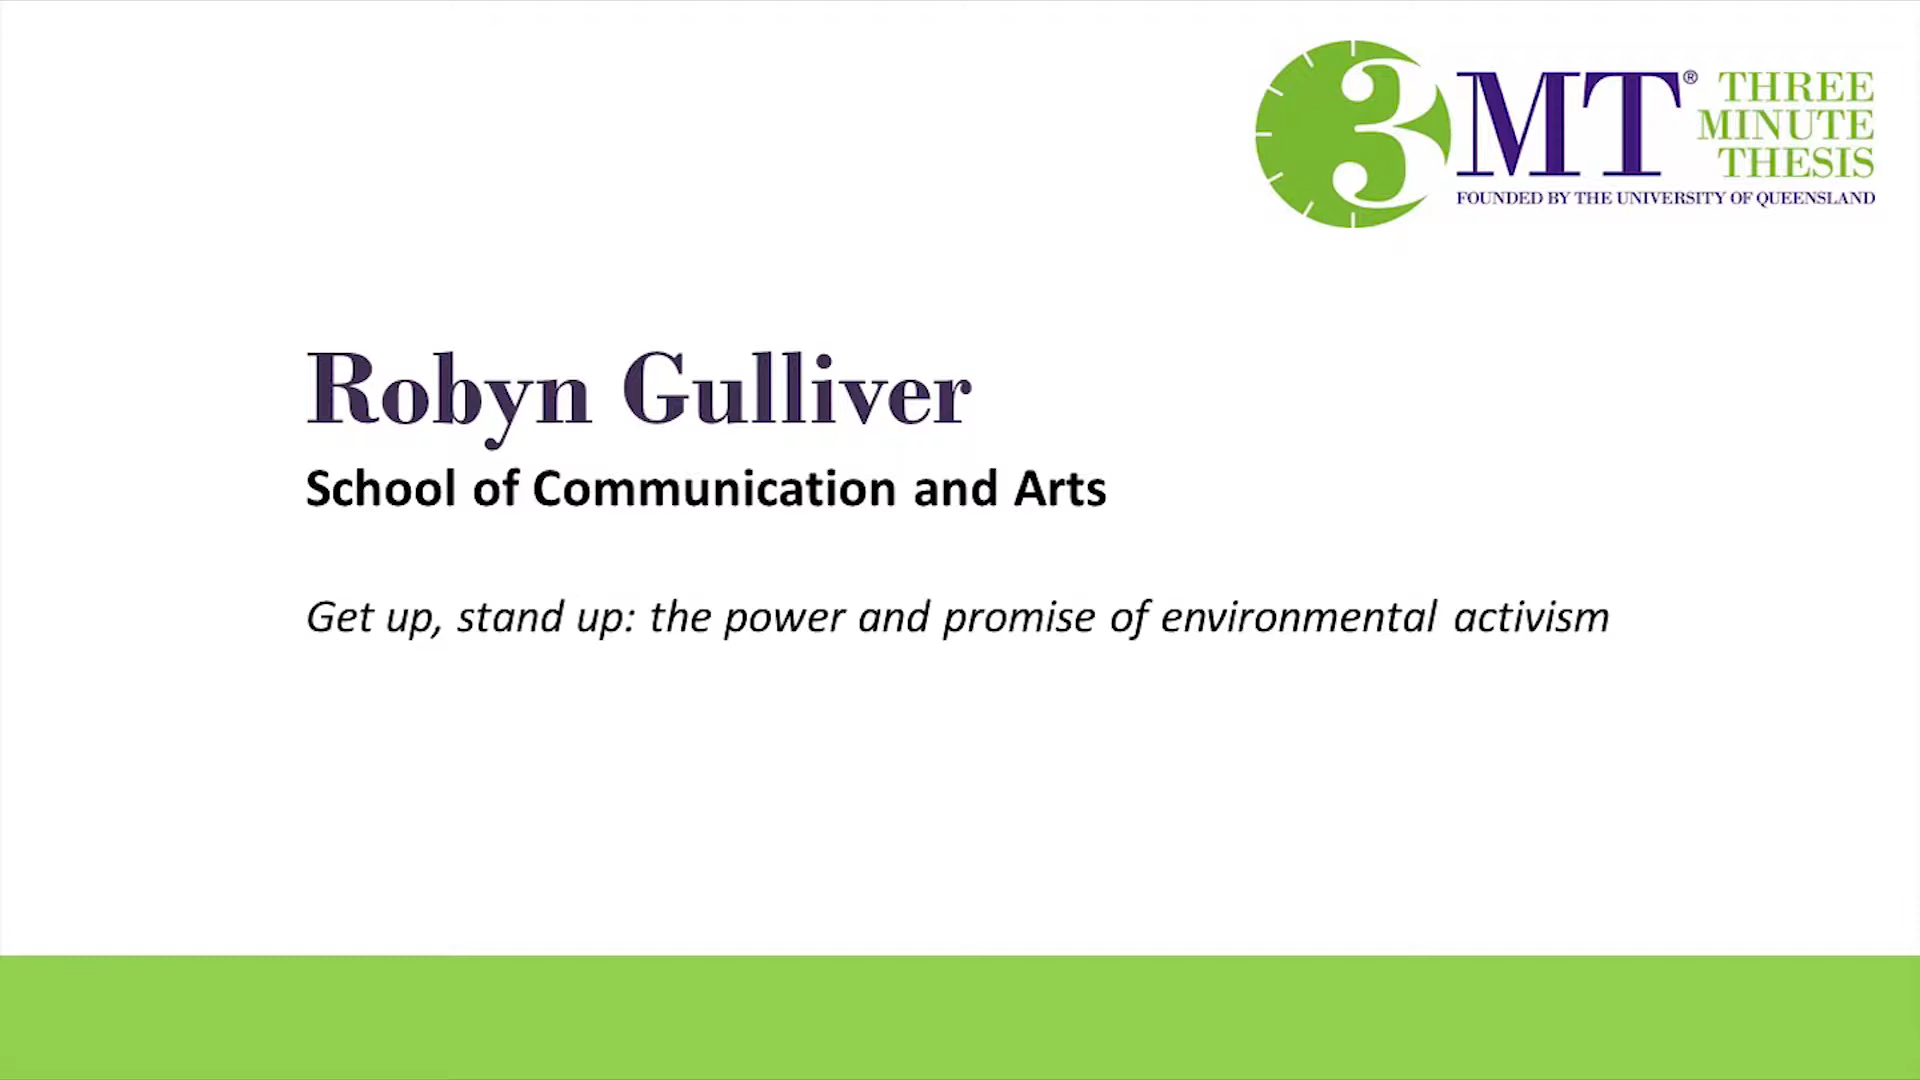 3MT® THREE
MINUTE
THESIS
FOUNDED BY THE UNIVERSITY OF QUEENSLAND
Robyn Gulliver
School of Communication and Arts
Get up, stand up: the power and promise of environmental activism